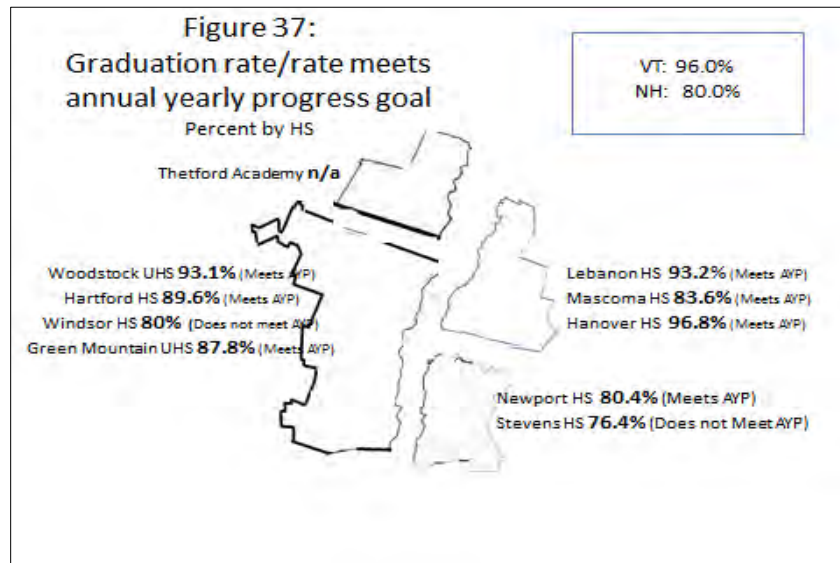 Figure 37:
Graduation rate/rate meets
annual yearly progress goal
Percent by HS
VT: 96.0%
NH: 80.0%
Thetford Academy n/a
Woodstock UHS 93.1% (Meets AYP)
Hartford HS 89.6% (Meets AYP)
Windsor HS 80% (Does not meet AYP)
Green Mountain UHS 87.8% (Meets AYP)
Lebanon HS 93.2% (Meets AYP)
Mascoma HS 83.6% (Meets AYP)
Hanover HS 96.8% (Meets AYP)
Newport HS 80.4% (Meets AYP)
Stevens HS 76.4% (Does not Meet AYP)